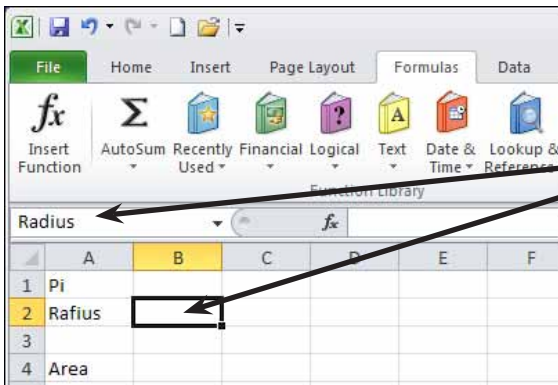 File Home Insert Page Layout Formulas Data
fx Σ ? A
Insert Function AutoSum Recently Used Financial Logical Text Date & Time Lookup & Reference
Function Library
Radius fx
A B C D E F
1 Pi
2 Rafius
3
4 Area